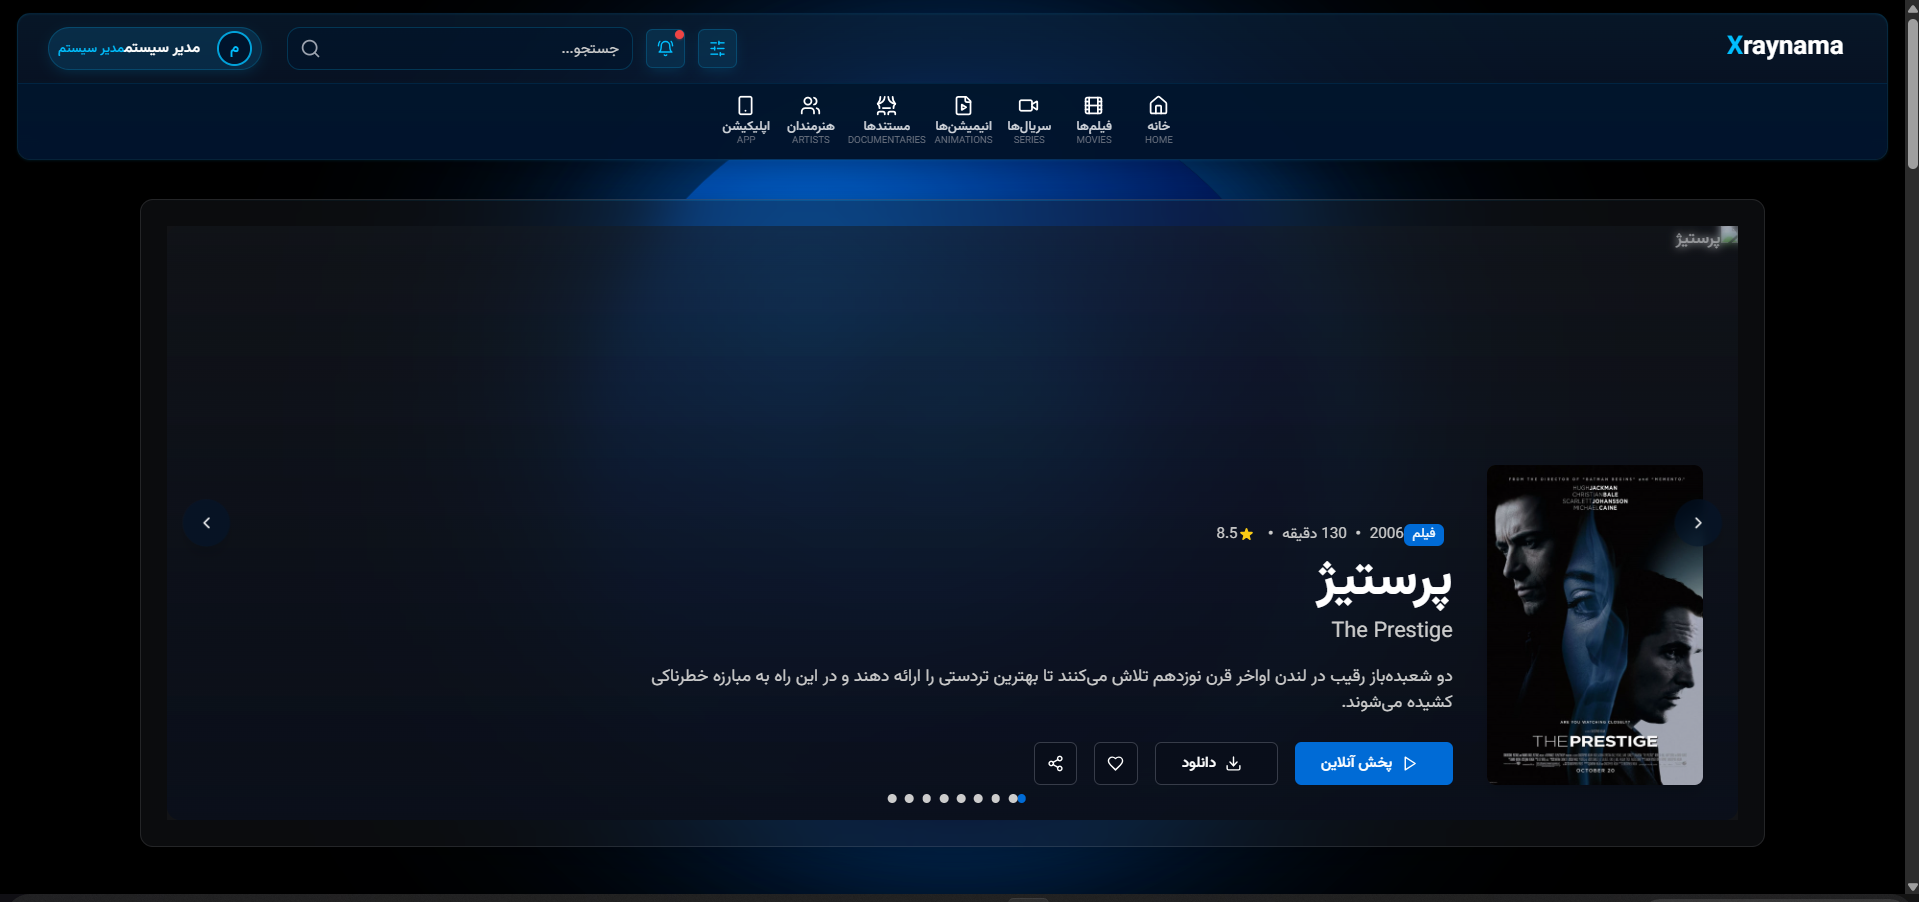 Xraynama
جستجو...
م
مدیر سیستم
مدیر سیستم
خانه
HOME
فیلم‌ها
MOVIES
سریال‌ها
SERIES
انیمیشن‌ها
ANIMATIONS
مستندها
DOCUMENTARIES
هنرمندان
ARTISTS
اپلیکیشن
APP
پرستیژ
FROM THE DIRECTOR OF "BATMAN BEGINS" and "MEMENTO"
HUGH JACKMAN
CHRISTIAN BALE
SCARLETT JOHANSSON
MICHAEL CAINE
ARE YOU WATCHING CLOSELY?
THE PRESTIGE
OCTOBER 20
فیلم 2006 • 130 دقیقه • 8.5
پرستیژ
The Prestige
دو شعبده‌باز رقیب در لندن اواخر قرن نوزدهم تلاش می‌کنند تا بهترین تردستی را ارائه دهند و در این راه به مبارزه خطرناکی
کشیده می‌شوند.
پخش آنلاین
دانلود